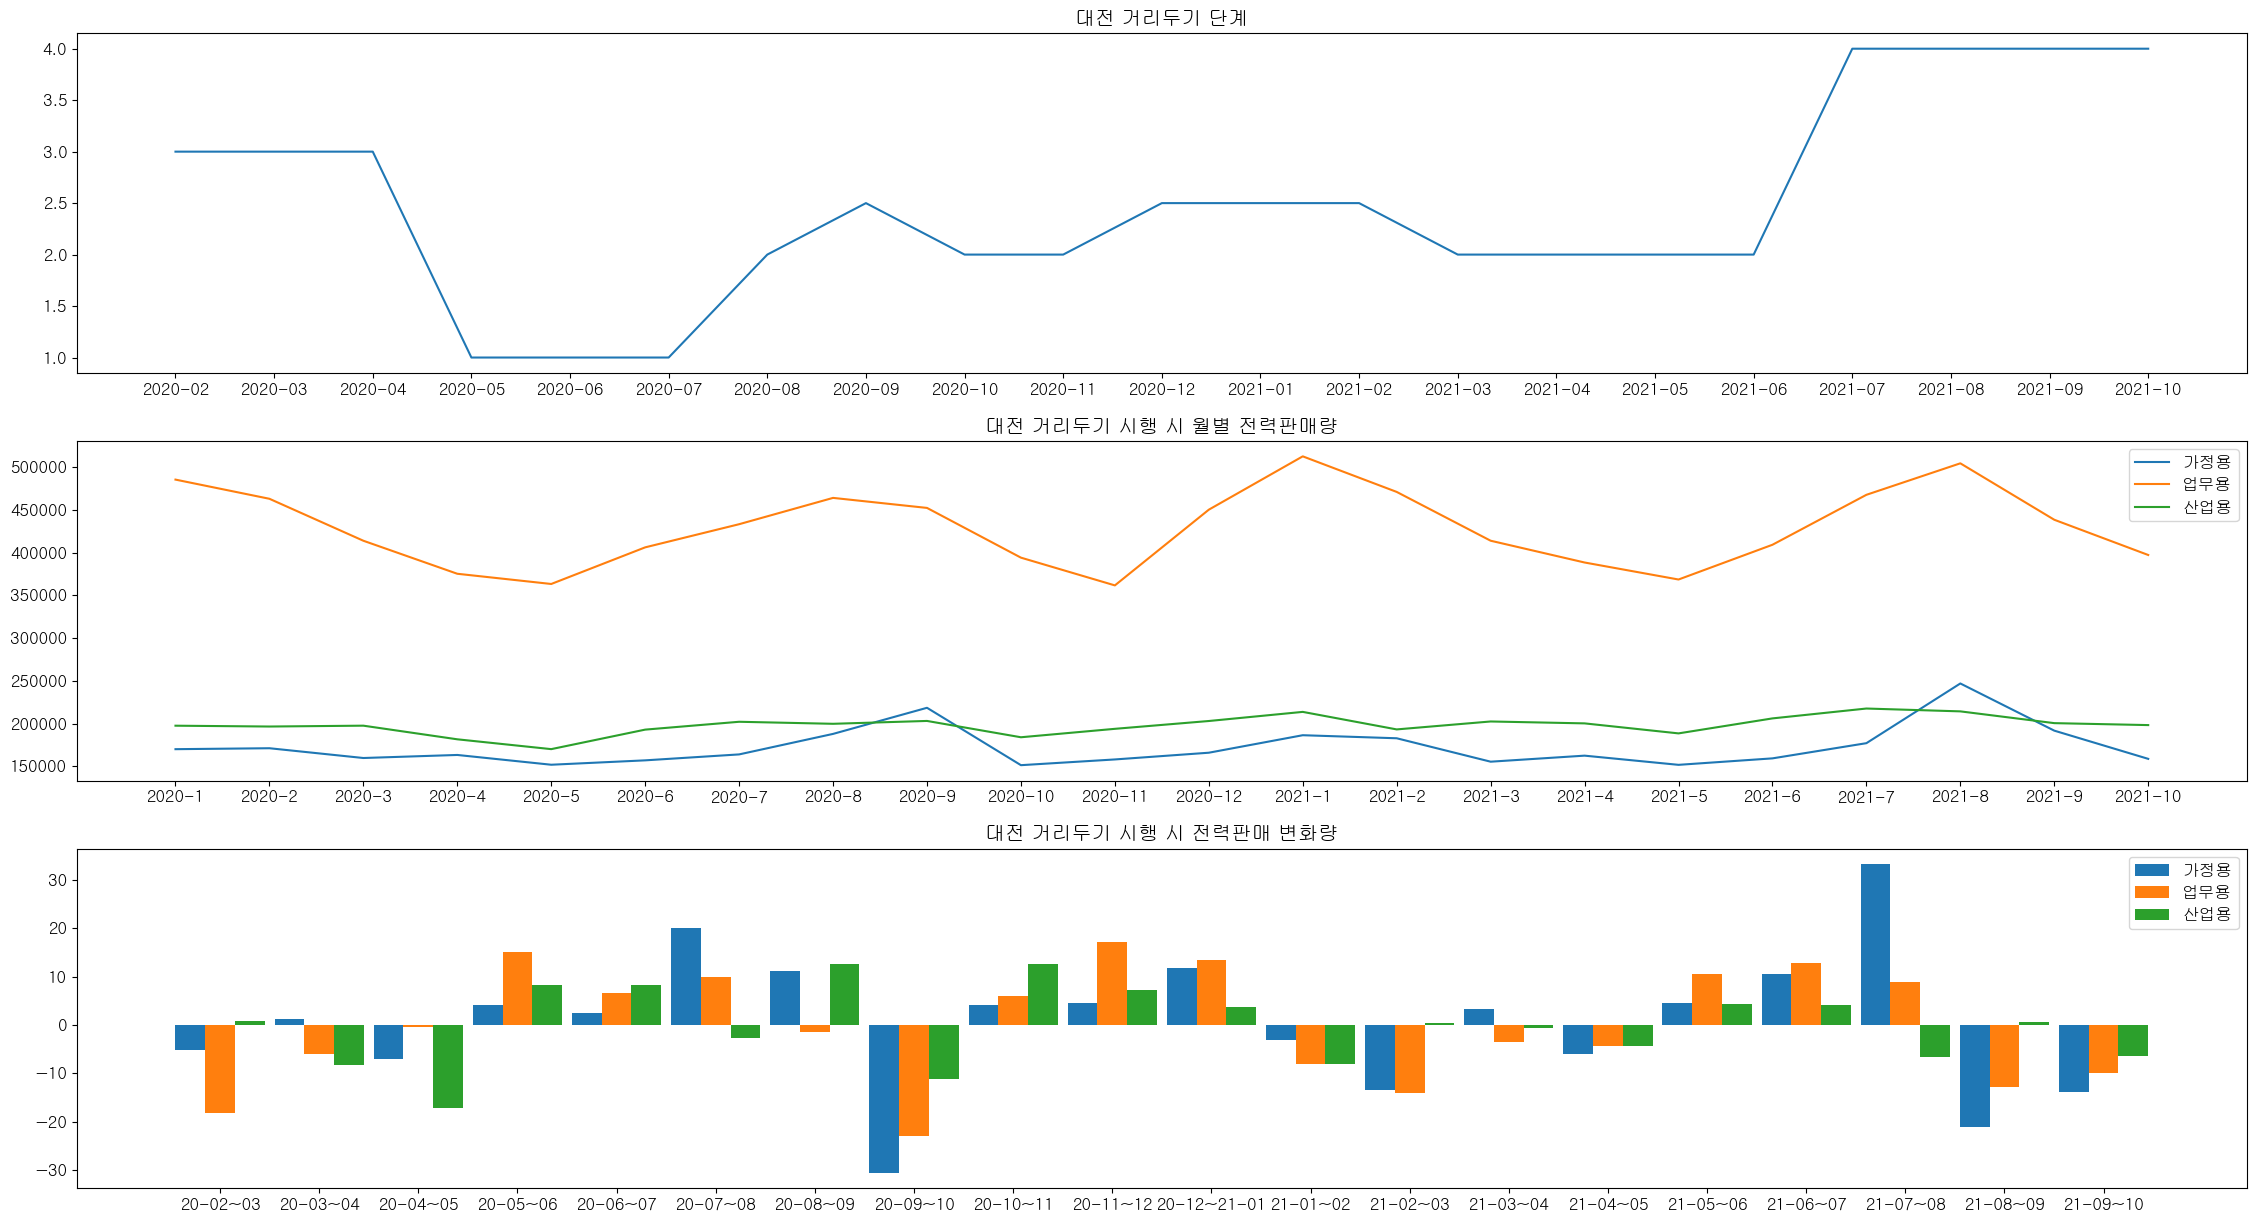 대전 거리두기 단계
4.0
3.5
3.0
2.5
2.0
1.5
1.0
2020-02 2020-03 2020-04 2020-05 2020-06 2020-07 2020-08 2020-09 2020-10 2020-11 2020-12 2021-01 2021-02 2021-03 2021-04 2021-05 2021-06 2021-07 2021-08 2021-09 2021-10
대전 거리두기 시행 시 월별 전력판매량
500000
450000
400000
350000
300000
250000
200000
150000
가정용
업무용
산업용
2020-1 2020-2 2020-3 2020-4 2020-5 2020-6 2020-7 2020-8 2020-9 2020-10 2020-11 2020-12 2021-1 2021-2 2021-3 2021-4 2021-5 2021-6 2021-7 2021-8 2021-9 2021-10
대전 거리두기 시행 시 전력판매 변화량
30
20
10
0
−10
−20
−30
가정용
업무용
산업용
20-02~03 20-03~04 20-04~05 20-05~06 20-06~07 20-07~08 20-08~09 20-09~10 20-10~11 20-11~12 20-12~21-01 21-01~02 21-02~03 21-03~04 21-04~05 21-05~06 21-06~07 21-07~08 21-08~09 21-09~10